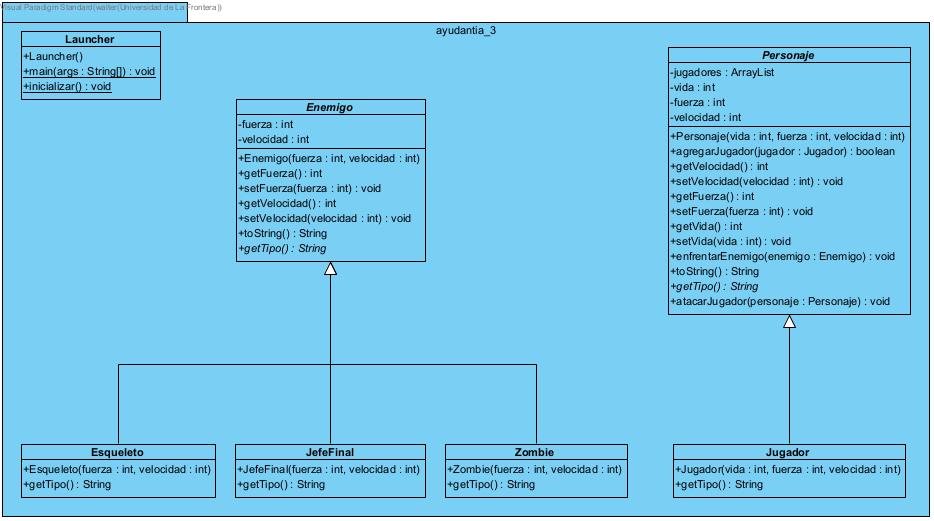 Visual Paradigm Standard(walter(Universidad de La Frontera))
ayudantia_3
Launcher
+Launcher()
+main(args : String[]) : void
+inicializar() : void
Enemigo
-fuerza : int
-velocidad : int
+Enemigo(fuerza : int, velocidad : int)
+getFuerza() : int
+setFuerza(fuerza : int) : void
+getVelocidad() : int
+setVelocidad(velocidad : int) : void
+toString() : String
+getTipo() : String
Personaje
-jugadores : ArrayList
-vida : int
-fuerza : int
-velocidad : int
+Personaje(vida : int, fuerza : int, velocidad : int)
+agregarJugador(jugador : Jugador) : boolean
+getVelocidad() : int
+setVelocidad(velocidad : int) : void
+getFuerza() : int
+setFuerza(fuerza : int) : void
+getVida() : int
+setVida(vida : int) : void
+enfrentarEnemigo(enemigo : Enemigo) : void
+toString() : String
+getTipo() : String
+atacarJugador(personaje : Personaje) : void
Esqueleto
+Esqueleto(fuerza : int, velocidad : int)
+getTipo() : String
JefeFinal
+JefeFinal(fuerza : int, velocidad : int)
+getTipo() : String
Zombie
+Zombie(fuerza : int, velocidad : int)
+getTipo() : String
Jugador
+Jugador(vida : int, fuerza : int, velocidad : int)
+getTipo() : String